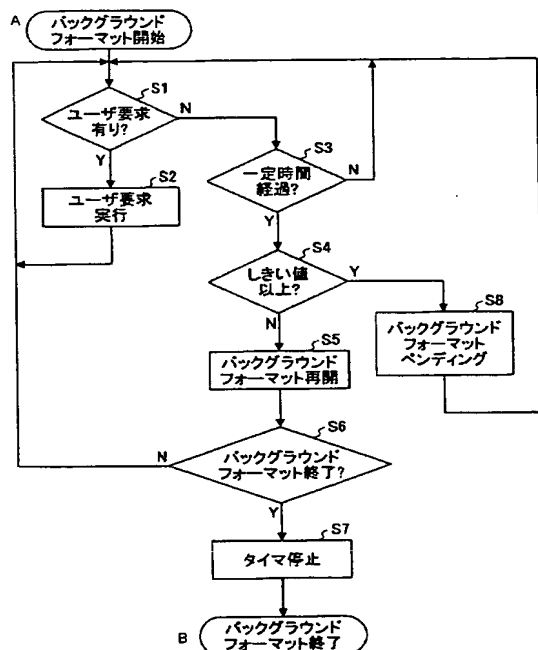 A
バックグラウンド
フォーマット開始
S1
ユーザ要求
有り?
N
Y
S2
ユーザ要求
実行
S3
一定時間
経過?
N
Y
S4
しきい値
以上?
Y
N
S8
バックグラウンド
フォーマット
ペンディング
S5
バックグラウンド
フォーマット再開
S6
バックグラウンド
フォーマット終了?
N
Y
S7
タイマ停止
B
バックグラウンド
フォーマット終了